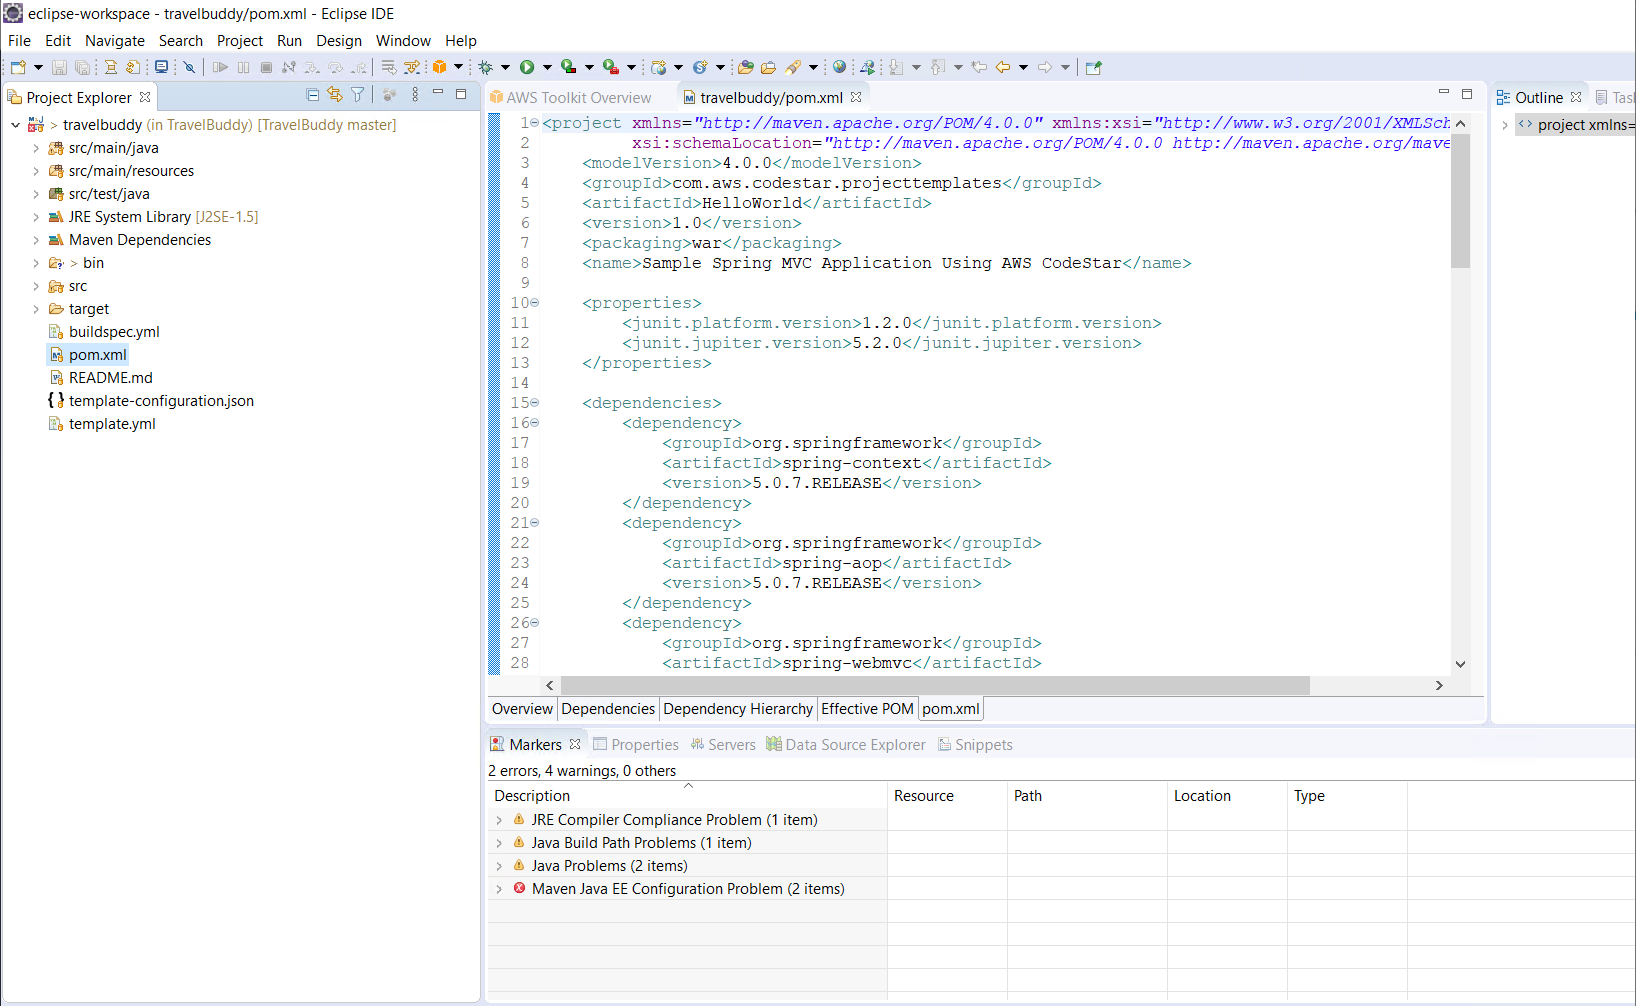 eclipse-workspace - travelbuddy/pom.xml - Eclipse IDE
File Edit Navigate Search Project Run Design Window Help
Project Explorer
travelbuddy (in TravelBuddy) [TravelBuddy master]
src/main/java
src/main/resources
src/test/java
JRE System Library [J2SE-1.5]
Maven Dependencies
> bin
src
target
buildspec.yml
pom.xml
README.md
template-configuration.json
template.yml
AWS Toolkit Overview travelbuddy/pom.xml
1 <project xmlns="http://maven.apache.org/POM/4.0.0" xmlns:xsi="http://www.w3.org/2001/XMLSch
2 xsi:schemaLocation="http://maven.apache.org/POM/4.0.0 http://maven.apache.org/mave
3 <modelVersion>4.0.0</modelVersion>
4 <groupId>com.aws.codestar.projecttemplates</groupId>
5 <artifactId>HelloWorld</artifactId>
6 <version>1.0</version>
7 <packaging>war</packaging>
8 <name>Sample Spring MVC Application Using AWS CodeStar</name>
9
10 <properties>
11 <junit.platform.version>1.2.0</junit.platform.version>
12 <junit.jupiter.version>5.2.0</junit.jupiter.version>
13 </properties>
14
15 <dependencies>
16 <dependency>
17 <groupId>org.springframework</groupId>
18 <artifactId>spring-context</artifactId>
19 <version>5.0.7.RELEASE</version>
20 </dependency>
21 <dependency>
22 <groupId>org.springframework</groupId>
23 <artifactId>spring-aop</artifactId>
24 <version>5.0.7.RELEASE</version>
25 </dependency>
26 <dependency>
27 <groupId>org.springframework</groupId>
28 <artifactId>spring-webmvc</artifactId>
Overview Dependencies Dependency Hierarchy Effective POM pom.xml
Outline Tas
project xmlns=
Markers Properties Servers Data Source Explorer Snippets
2 errors, 4 warnings, 0 others
Description Resource Path Location Type
JRE Compiler Compliance Problem (1 item)
Java Build Path Problems (1 item)
Java Problems (2 items)
Maven Java EE Configuration Problem (2 items)